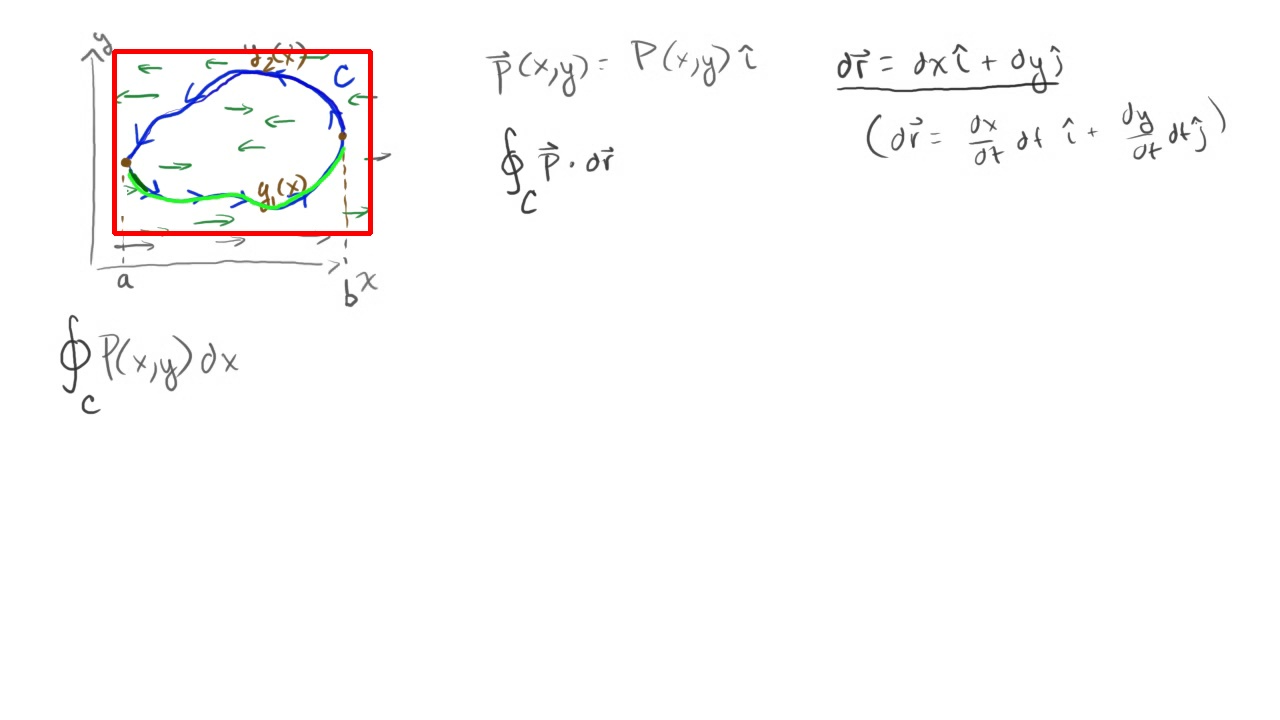 y
y₂(x)
C
y₁(x)
a
b
x
P⃗(x,y) = P(x,y) î
∮_C P⃗ · dr⃗
dr⃗ = dx î + dy ĵ
(dr⃗ = dx/dt dt î + dy/dt dt ĵ)
∮_C P(x,y) dx